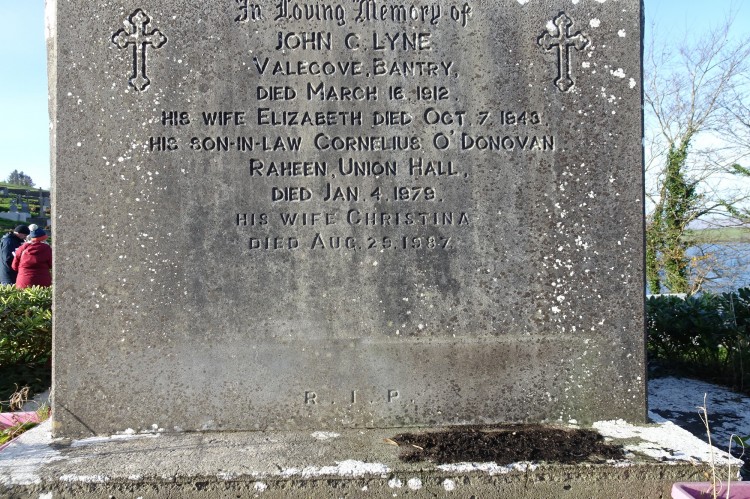 In Loving Memory of
JOHN C. LYNE
VALECOVE, BANTRY,
DIED MARCH 16, 1912.
HIS WIFE ELIZABETH DIED OCT 7, 1943.
HIS SON-IN-LAW CORNELIUS O'DONOVAN
RAHEEN, UNION HALL,
DIED JAN. 4, 1979.
HIS WIFE CHRISTINA
DIED AUG. 29, 1987
R. I. P.